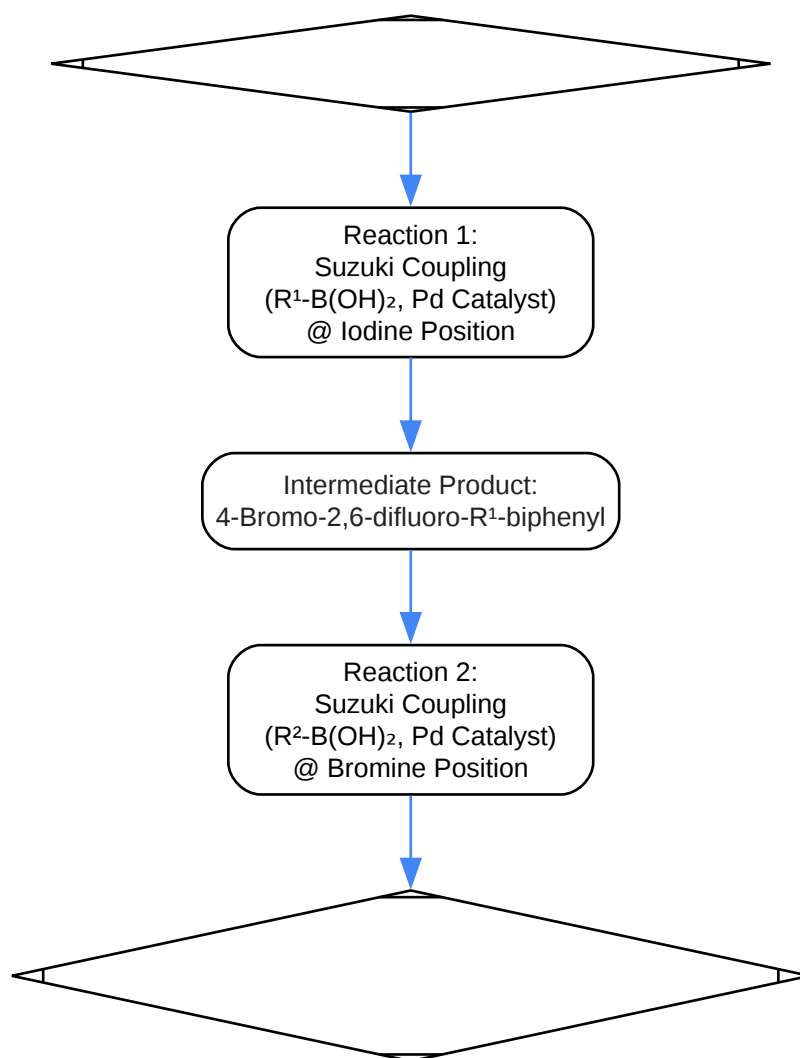 Reaction 1:
Suzuki Coupling
(R¹-B(OH)₂, Pd Catalyst)
@ Iodine Position
Intermediate Product:
4-Bromo-2,6-difluoro-R¹-biphenyl
Reaction 2:
Suzuki Coupling
(R²-B(OH)₂, Pd Catalyst)
@ Bromine Position